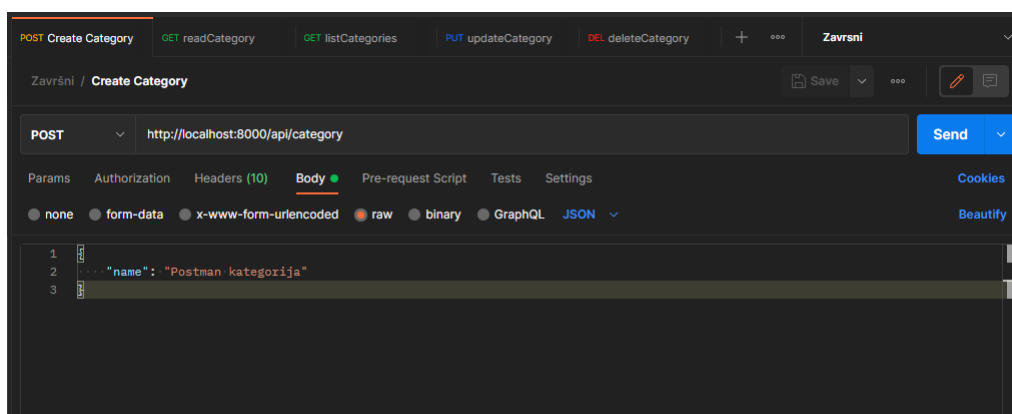 POST Create Category GET readCategory GET listCategories PUT updateCategory DEL deleteCategory Zavrsni
Završni / Create Category Save
POST http://localhost:8000/api/category Send
Params Authorization Headers (10) Body Pre-request Script Tests Settings Cookies
none form-data x-www-form-urlencoded raw binary GraphQL JSON Beautify
1 {
2 "name": "Postman kategorija"
3 }